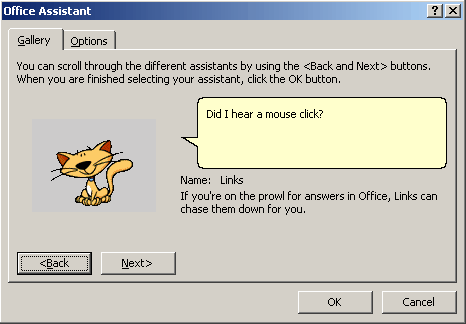 Office Assistant
Gallery
Options
You can scroll through the different assistants by using the <Back and Next> buttons.
When you are finished selecting your assistant, click the OK button.
Did I hear a mouse click?
Name: Links
If you're on the prowl for answers in Office, Links can
chase them down for you.
<Back
Next>
OK
Cancel